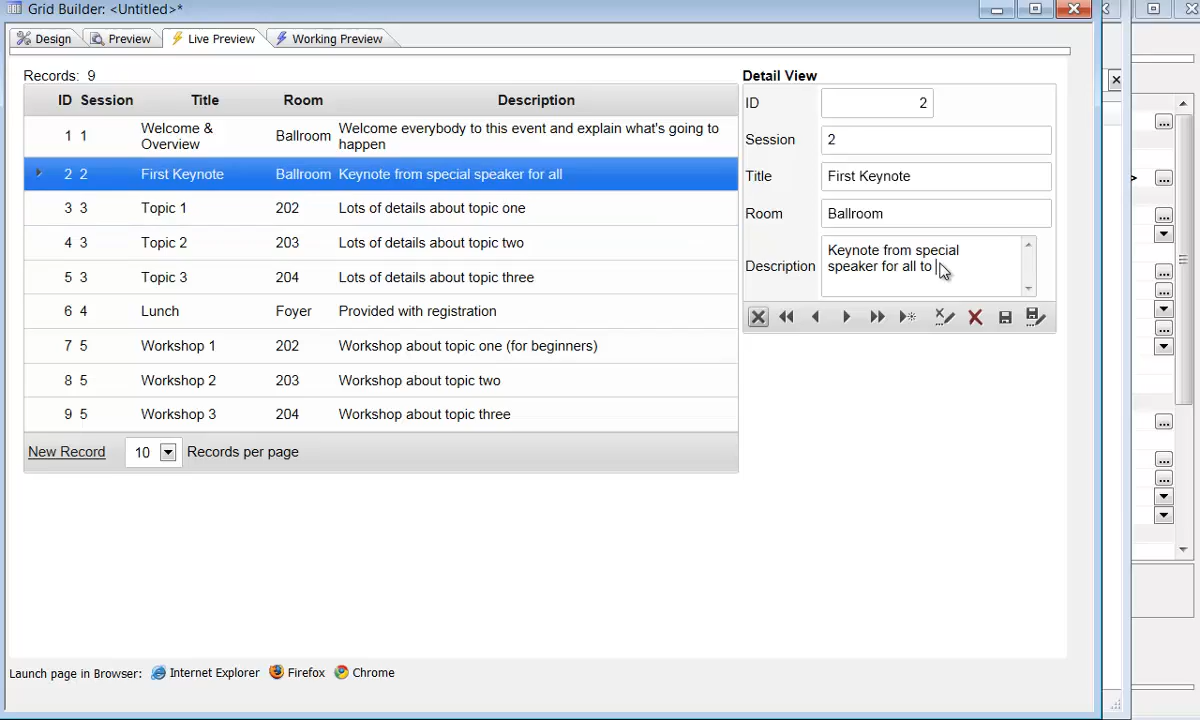 Grid Builder: <Untitled>*
Design Preview Live Preview Working Preview
Records: 9
ID Session Title Room Description
1 1 Welcome & Overview Ballroom Welcome everybody to this event and explain what's going to happen
2 2 First Keynote Ballroom Keynote from special speaker for all
3 3 Topic 1 202 Lots of details about topic one
4 3 Topic 2 203 Lots of details about topic two
5 3 Topic 3 204 Lots of details about topic three
6 4 Lunch Foyer Provided with registration
7 5 Workshop 1 202 Workshop about topic one (for beginners)
8 5 Workshop 2 203 Workshop about topic two
9 5 Workshop 3 204 Workshop about topic three
New Record 10 Records per page
Detail View
ID 2
Session 2
Title First Keynote
Room Ballroom
Description Keynote from special
speaker for all to
Launch page in Browser: Internet Explorer Firefox Chrome